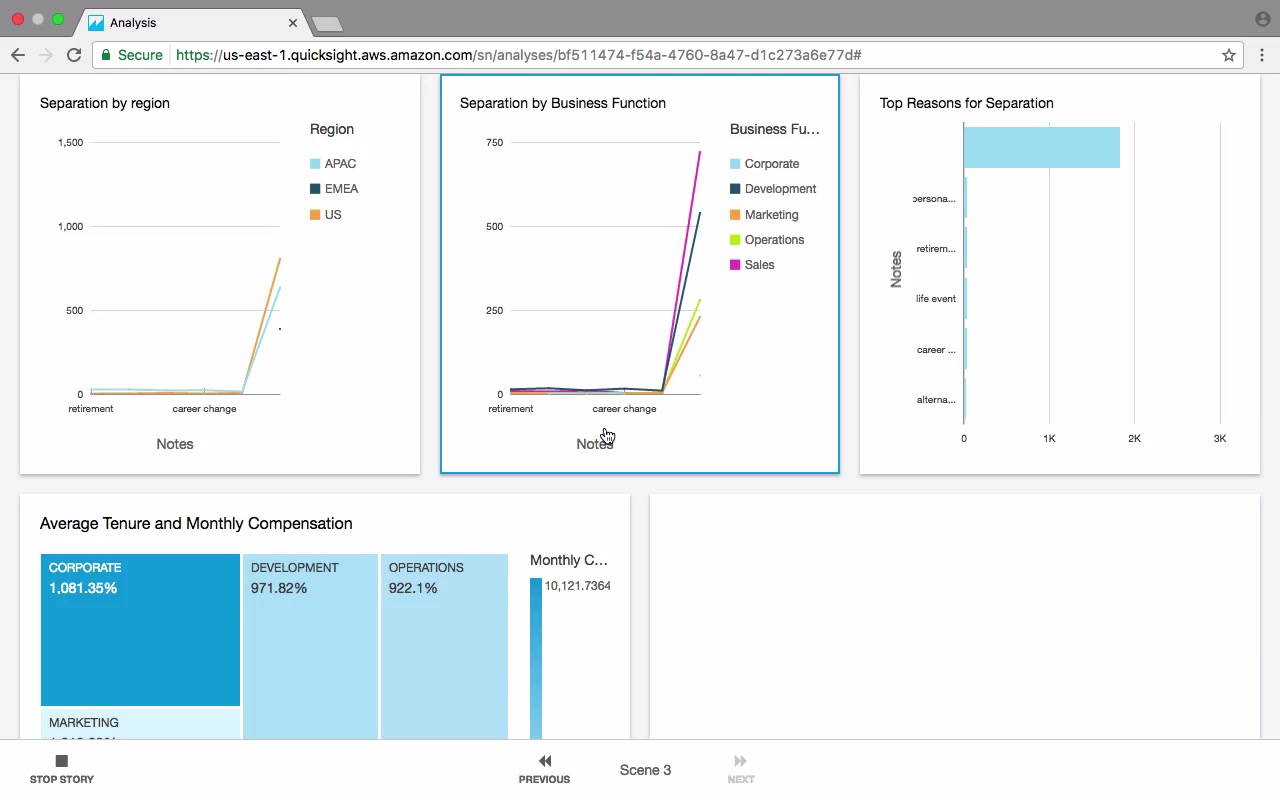 Analysis
Secure https://us-east-1.quicksight.aws.amazon.com/sn/analyses/bf511474-f54a-4760-8a47-d1c273a6e77d#
Separation by region
Region
1,500
APAC
EMEA
US
1,000
500
0
retirement career change
Notes
Separation by Business Function
Business Fu...
750
Corporate
Development
Marketing
500
Operations
Sales
250
0
retirement career change
Notes
Top Reasons for Separation
persona...
retirem...
Notes
life event
career ...
alterna...
0 1K 2K 3K
Average Tenure and Monthly Compensation
CORPORATE
1,081.35%
DEVELOPMENT
971.82%
OPERATIONS
922.1%
Monthly C...
10,121.7364
MARKETING
STOP STORY
PREVIOUS
Scene 3
NEXT